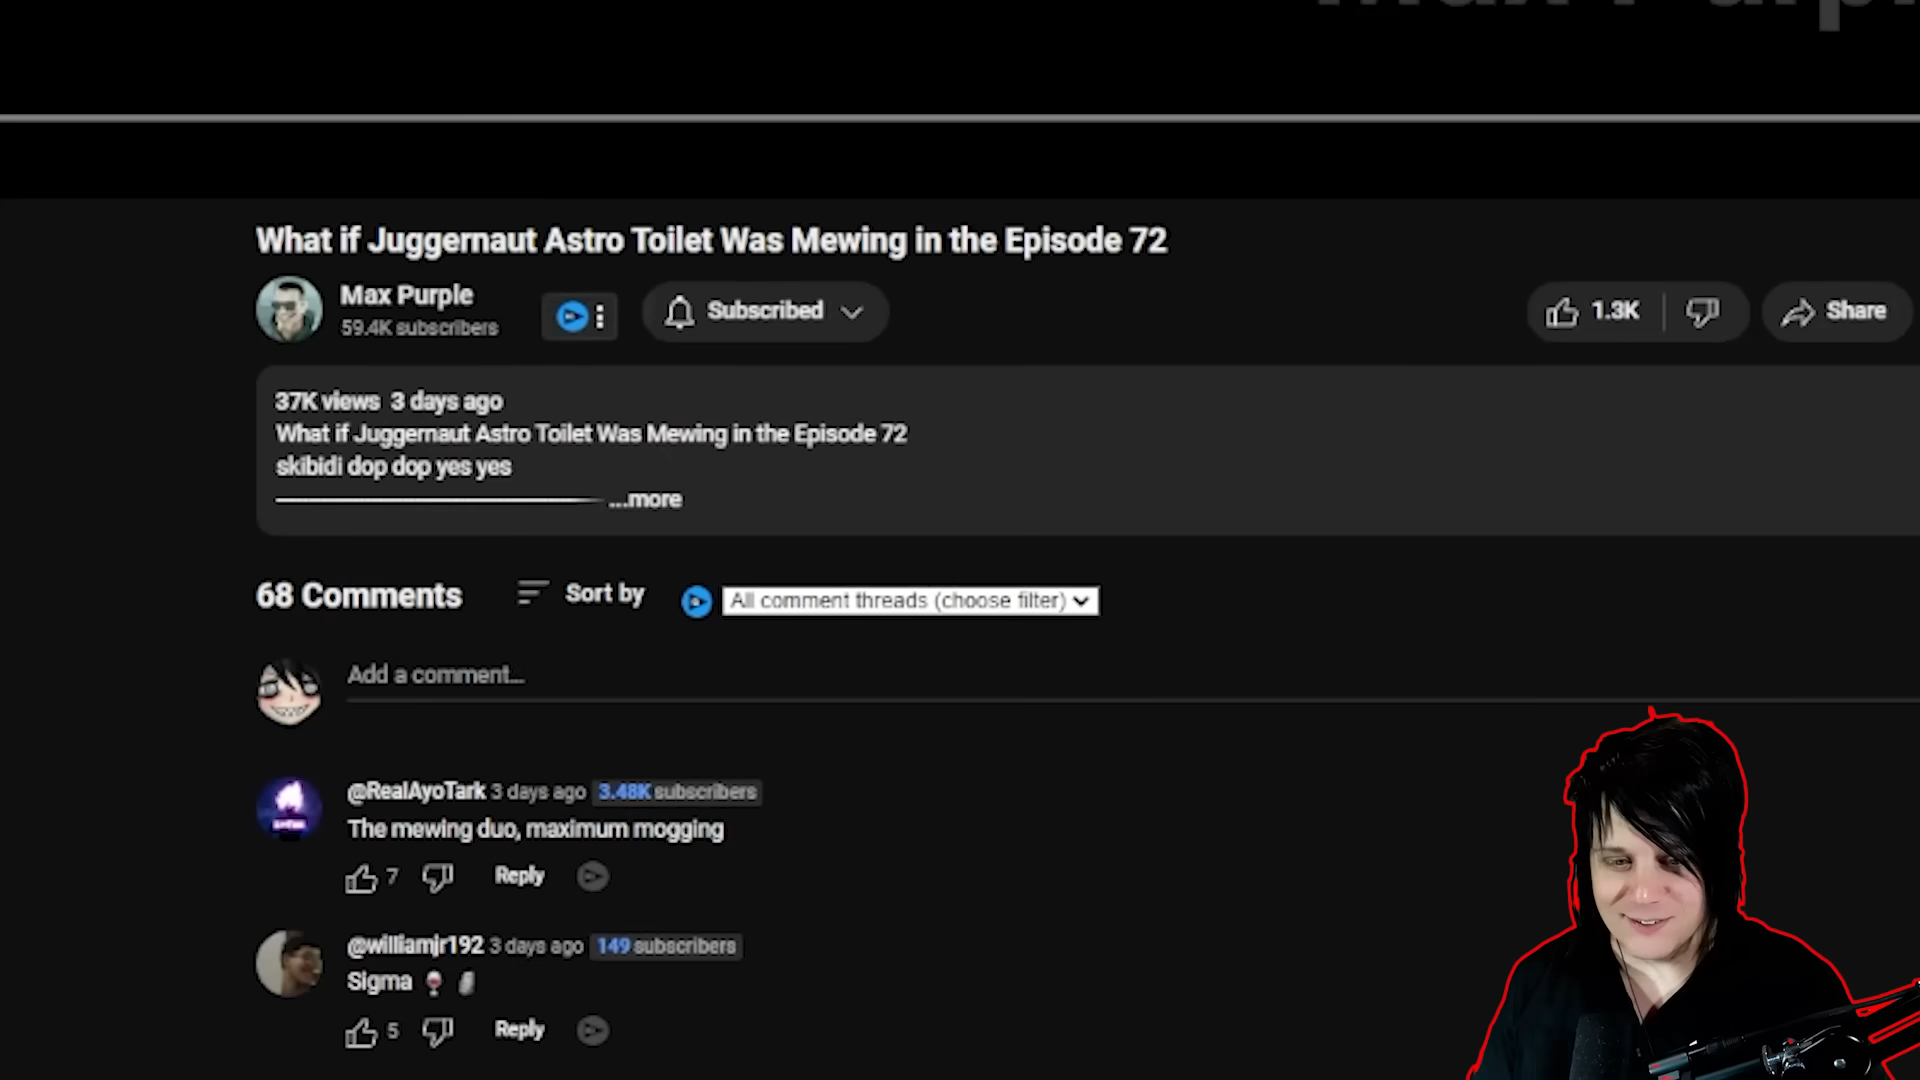 What if Juggernaut Astro Toilet Was Mewing in the Episode 72
Max Purple
59.4K subscribers
Subscribed
1.3K
Share
37K views 3 days ago
What if Juggernaut Astro Toilet Was Mewing in the Episode 72
skibidi dop dop yes yes
...more
68 Comments
Sort by
All comment threads (choose filter)
Add a comment...
@RealAyoTark 3 days ago 3.48K subscribers
The mewing duo, maximum mogging
7
Reply
@williamjr192 3 days ago 149 subscribers
Sigma 🍷 🗿
5
Reply